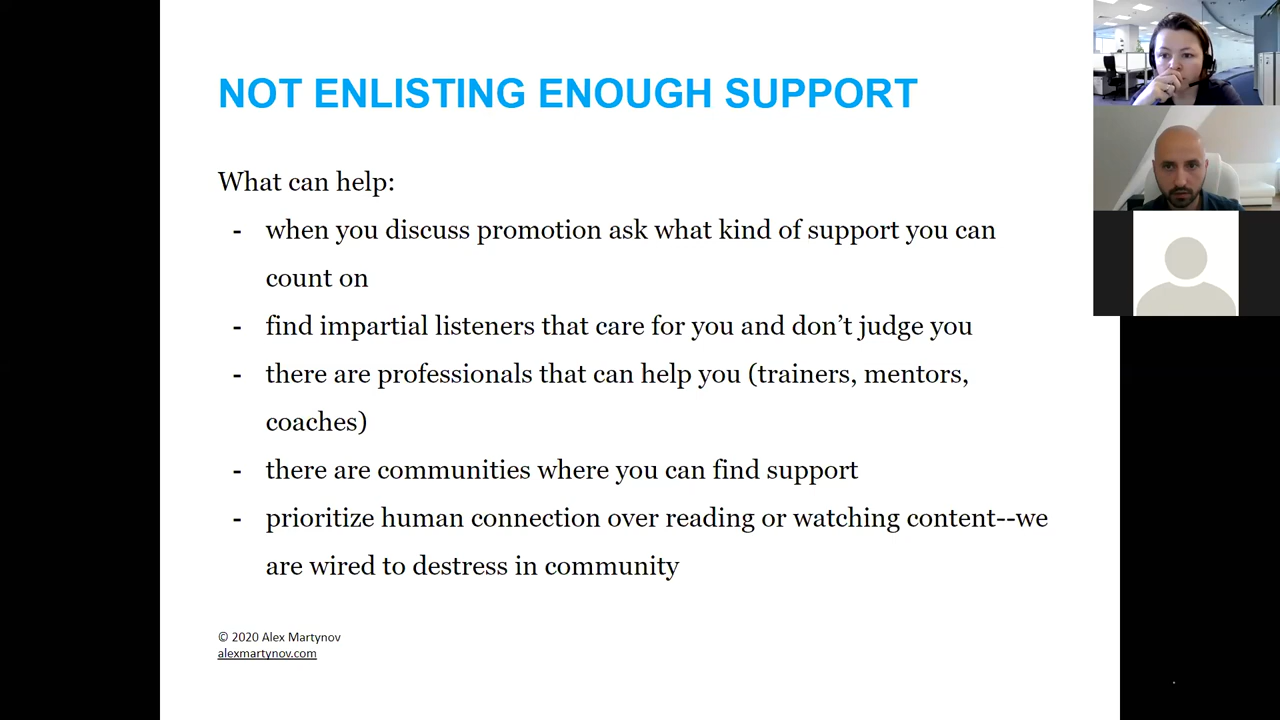 NOT ENLISTING ENOUGH SUPPORT
What can help:
- when you discuss promotion ask what kind of support you can
count on
- find impartial listeners that care for you and don’t judge you
- there are professionals that can help you (trainers, mentors,
coaches)
- there are communities where you can find support
- prioritize human connection over reading or watching content--we
are wired to destress in community
© 2020 Alex Martynov
alexmartynov.com